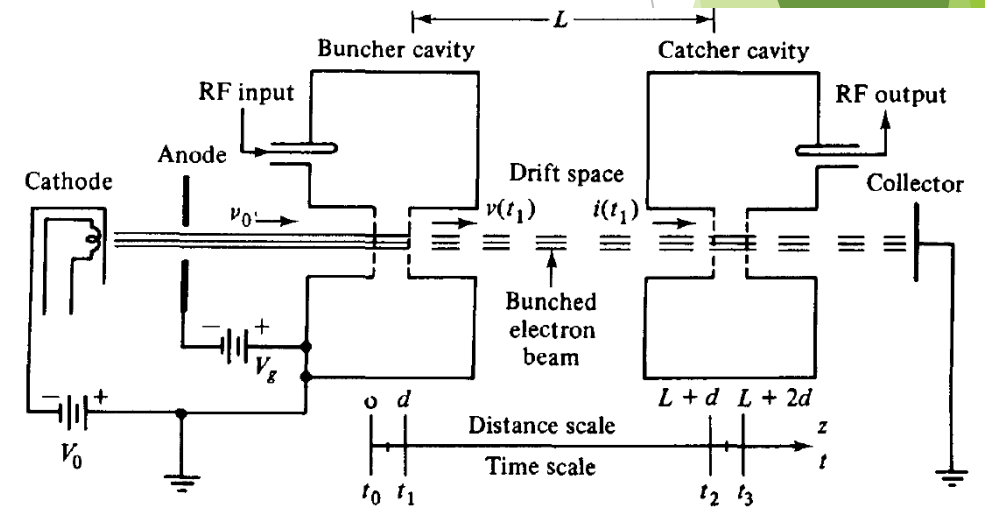 L
Buncher cavity
Catcher cavity
RF input
RF output
Anode
Cathode
Drift space
Collector
v₀
v(t₁)
i(t₁)
Bunched
electron
beam
− +
V_g
− +
V₀
o d
L + d L + 2d
Distance scale
z
Time scale
t
t₀ t₁
t₂ t₃